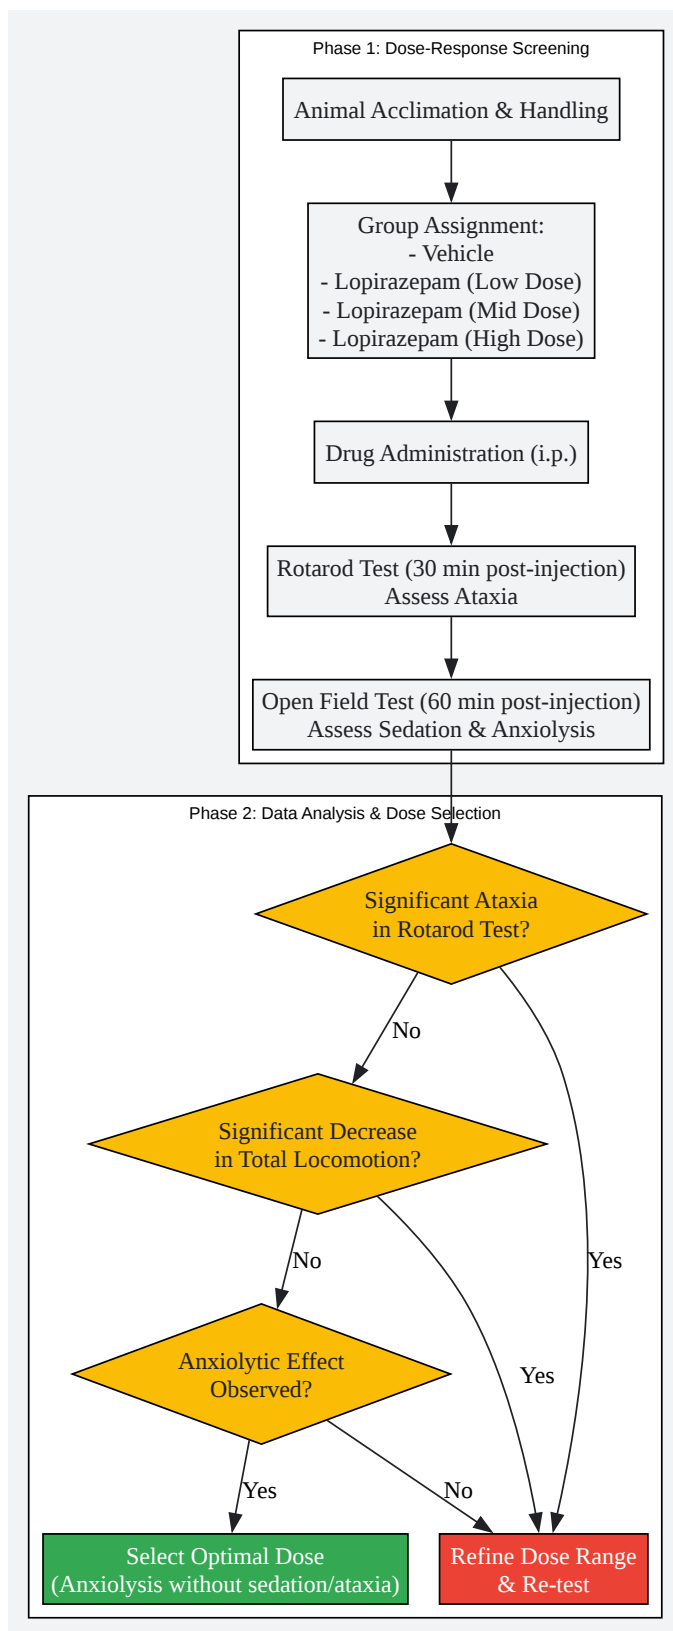 Phase 1: Dose-Response Screening
Animal Acclimation & Handling
Group Assignment:
- Vehicle
- Lopirazepam (Low Dose)
- Lopirazepam (Mid Dose)
- Lopirazepam (High Dose)
Drug Administration (i.p.)
Rotarod Test (30 min post-injection)
Assess Ataxia
Open Field Test (60 min post-injection)
Assess Sedation & Anxiolysis
Phase 2: Data Analysis & Dose Selection
Significant Ataxia
in Rotarod Test?
No
Significant Decrease
in Total Locomotion?
No
Yes
Anxiolytic Effect
Observed?
Yes
Yes
No
Select Optimal Dose
(Anxiolysis without sedation/ataxia)
Refine Dose Range
& Re-test